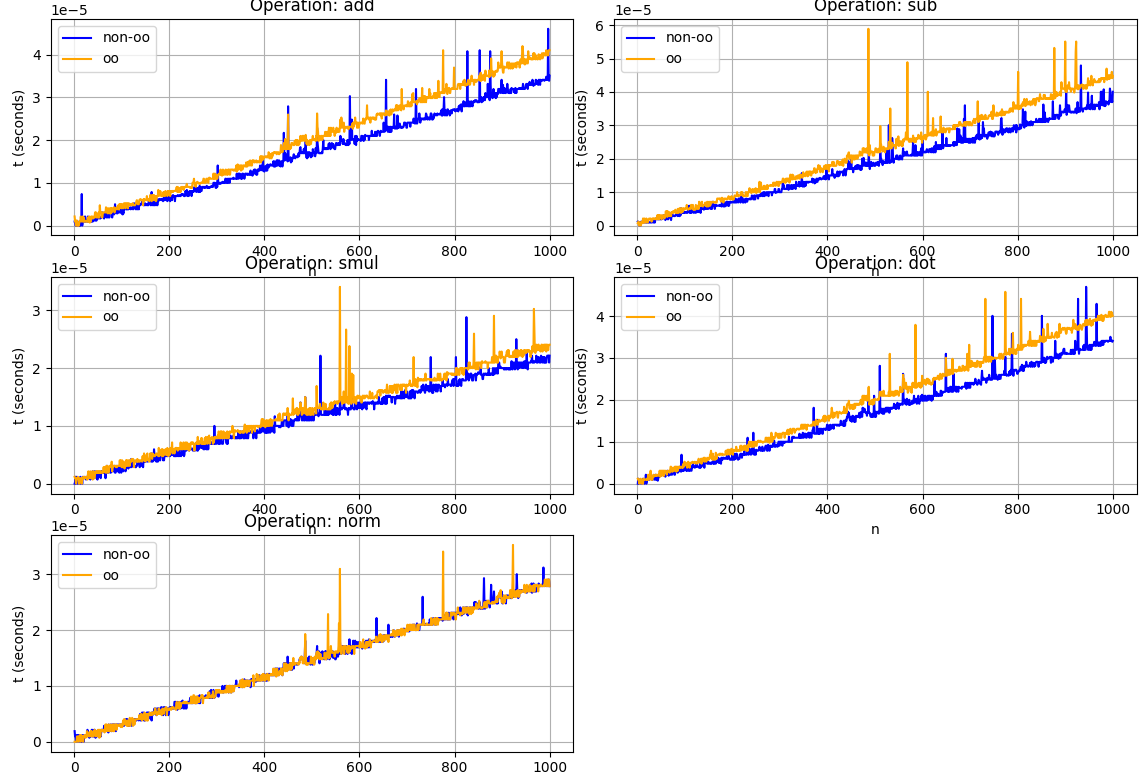 Operation: add
1e−5
non-oo
oo
4
3
2
1
0
t (seconds)
0 200 400 600 800 1000
n
Operation: sub
1e−5
non-oo
oo
6
5
4
3
2
1
0
t (seconds)
0 200 400 600 800 1000
n
Operation: smul
1e−5
non-oo
oo
3
2
1
0
t (seconds)
0 200 400 600 800 1000
n
Operation: dot
1e−5
non-oo
oo
4
3
2
1
0
t (seconds)
0 200 400 600 800 1000
n
Operation: norm
1e−5
non-oo
oo
3
2
1
0
t (seconds)
0 200 400 600 800 1000